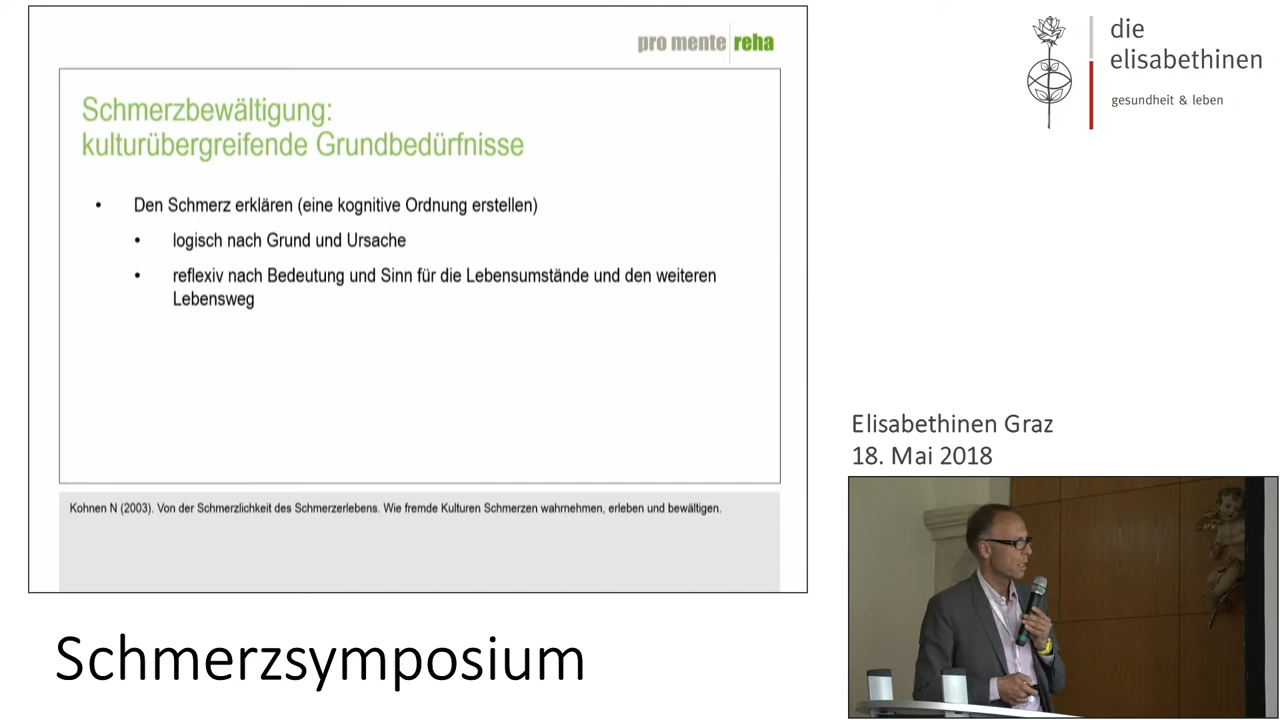 pro mente reha
Schmerzbewältigung:
kulturübergreifende Grundbedürfnisse
• Den Schmerz erklären (eine kognitive Ordnung erstellen)
• logisch nach Grund und Ursache
• reflexiv nach Bedeutung und Sinn für die Lebensumstände und den weiteren
Lebensweg
Kohnen N (2003). Von der Schmerzlichkeit des Schmerzerlebens. Wie fremde Kulturen Schmerzen wahrnehmen, erleben und bewältigen.
Schmerzsymposium
die
elisabethinen
gesundheit & leben
Elisabethinen Graz
18. Mai 2018